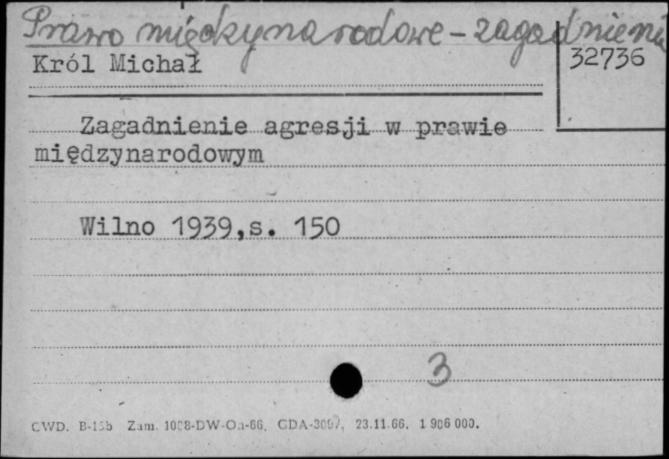 Prawo międzynarodowe - zagadnienia
Król Michał
32736
Zagadnienie agresji w prawie
międzynarodowym
Wilno 1939,s. 150
3
CWD. B-15b Zam. 1008-DW-Oa-66. CDA-3097. 23.11.66. 1 906 000.